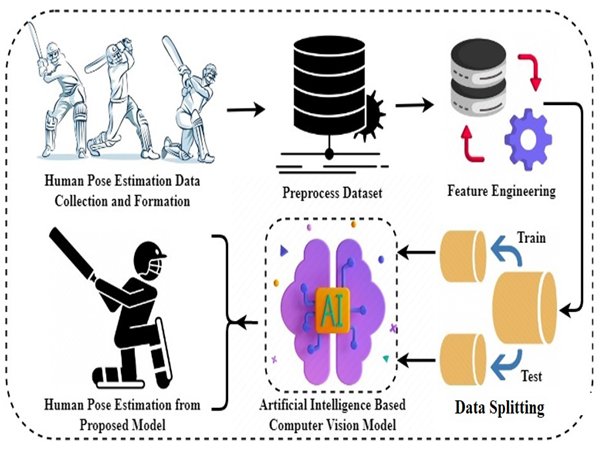 Human Pose Estimation Data
Collection and Formation
Preprocess Dataset
Feature Engineering
Train
Test
Data Splitting
AI
Artificial Intelligence Based
Computer Vision Model
Human Pose Estimation from
Proposed Model